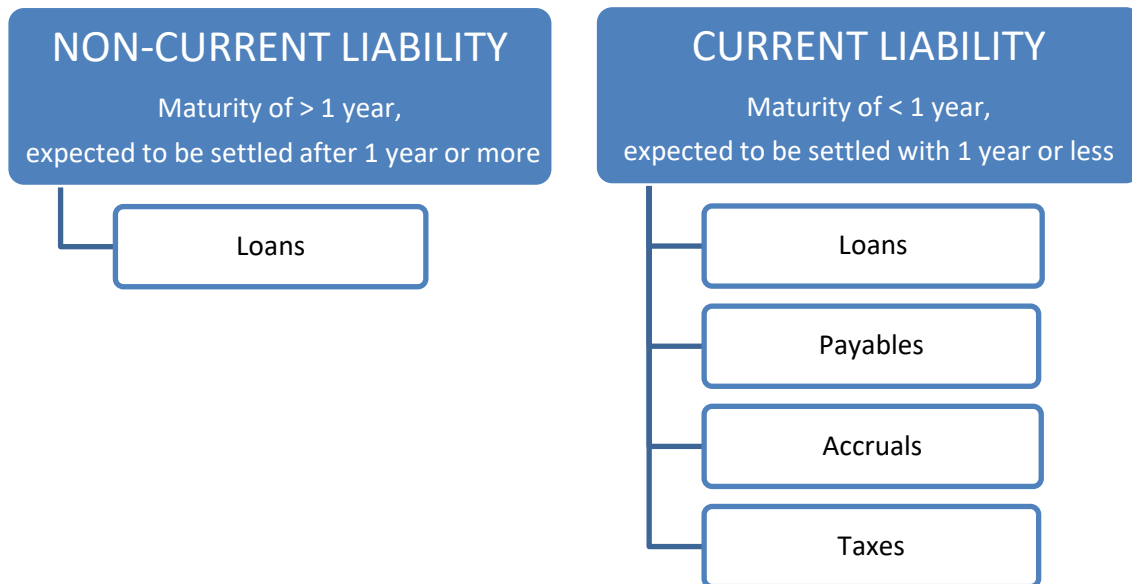 NON-CURRENT LIABILITY
Maturity of > 1 year,
expected to be settled after 1 year or more
Loans
CURRENT LIABILITY
Maturity of < 1 year,
expected to be settled with 1 year or less
Loans
Payables
Accruals
Taxes